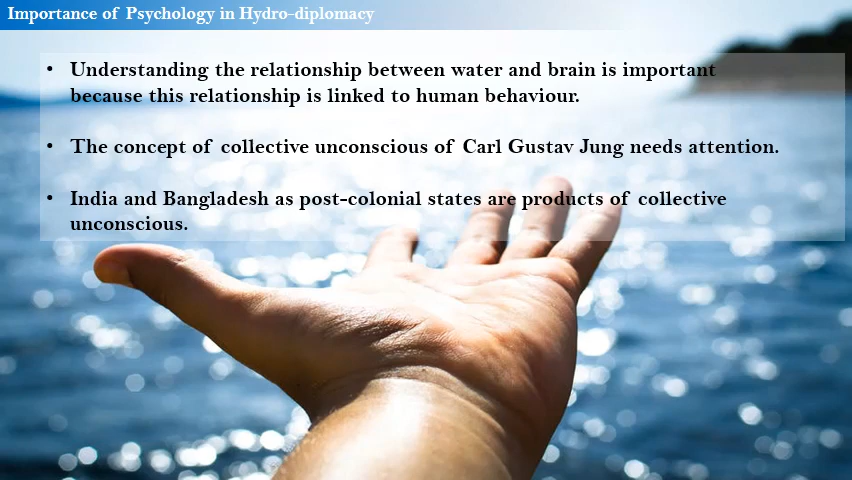 Importance of Psychology in Hydro-diplomacy
• Understanding the relationship between water and brain is important
because this relationship is linked to human behaviour.
• The concept of collective unconscious of Carl Gustav Jung needs attention.
• India and Bangladesh as post-colonial states are products of collective
unconscious.